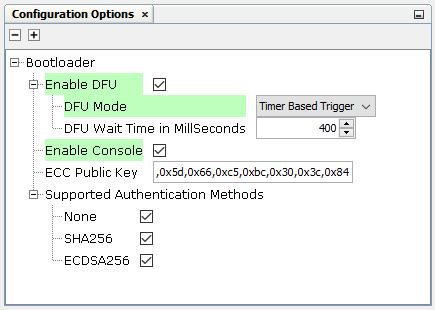 Configuration Options ×
Bootloader
Enable DFU
DFU Mode Timer Based Trigger
DFU Wait Time in MillSeconds 400
Enable Console
ECC Public Key ,0x5d,0x66,0xc5,0xbc,0x30,0x3c,0x84
Supported Authentication Methods
None
SHA256
ECDSA256